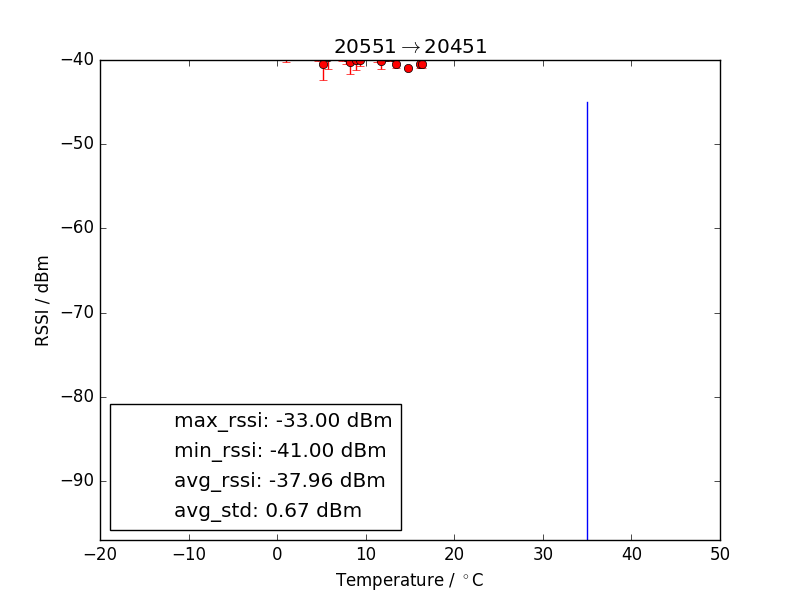 20551→20451
−40
−50
−60
−70
−80
−90
RSSI / dBm
max_rssi: -33.00 dBm
min_rssi: -41.00 dBm
avg_rssi: -37.96 dBm
avg_std: 0.67 dBm
−20 −10 0 10 20 30 40 50
Temperature / °C